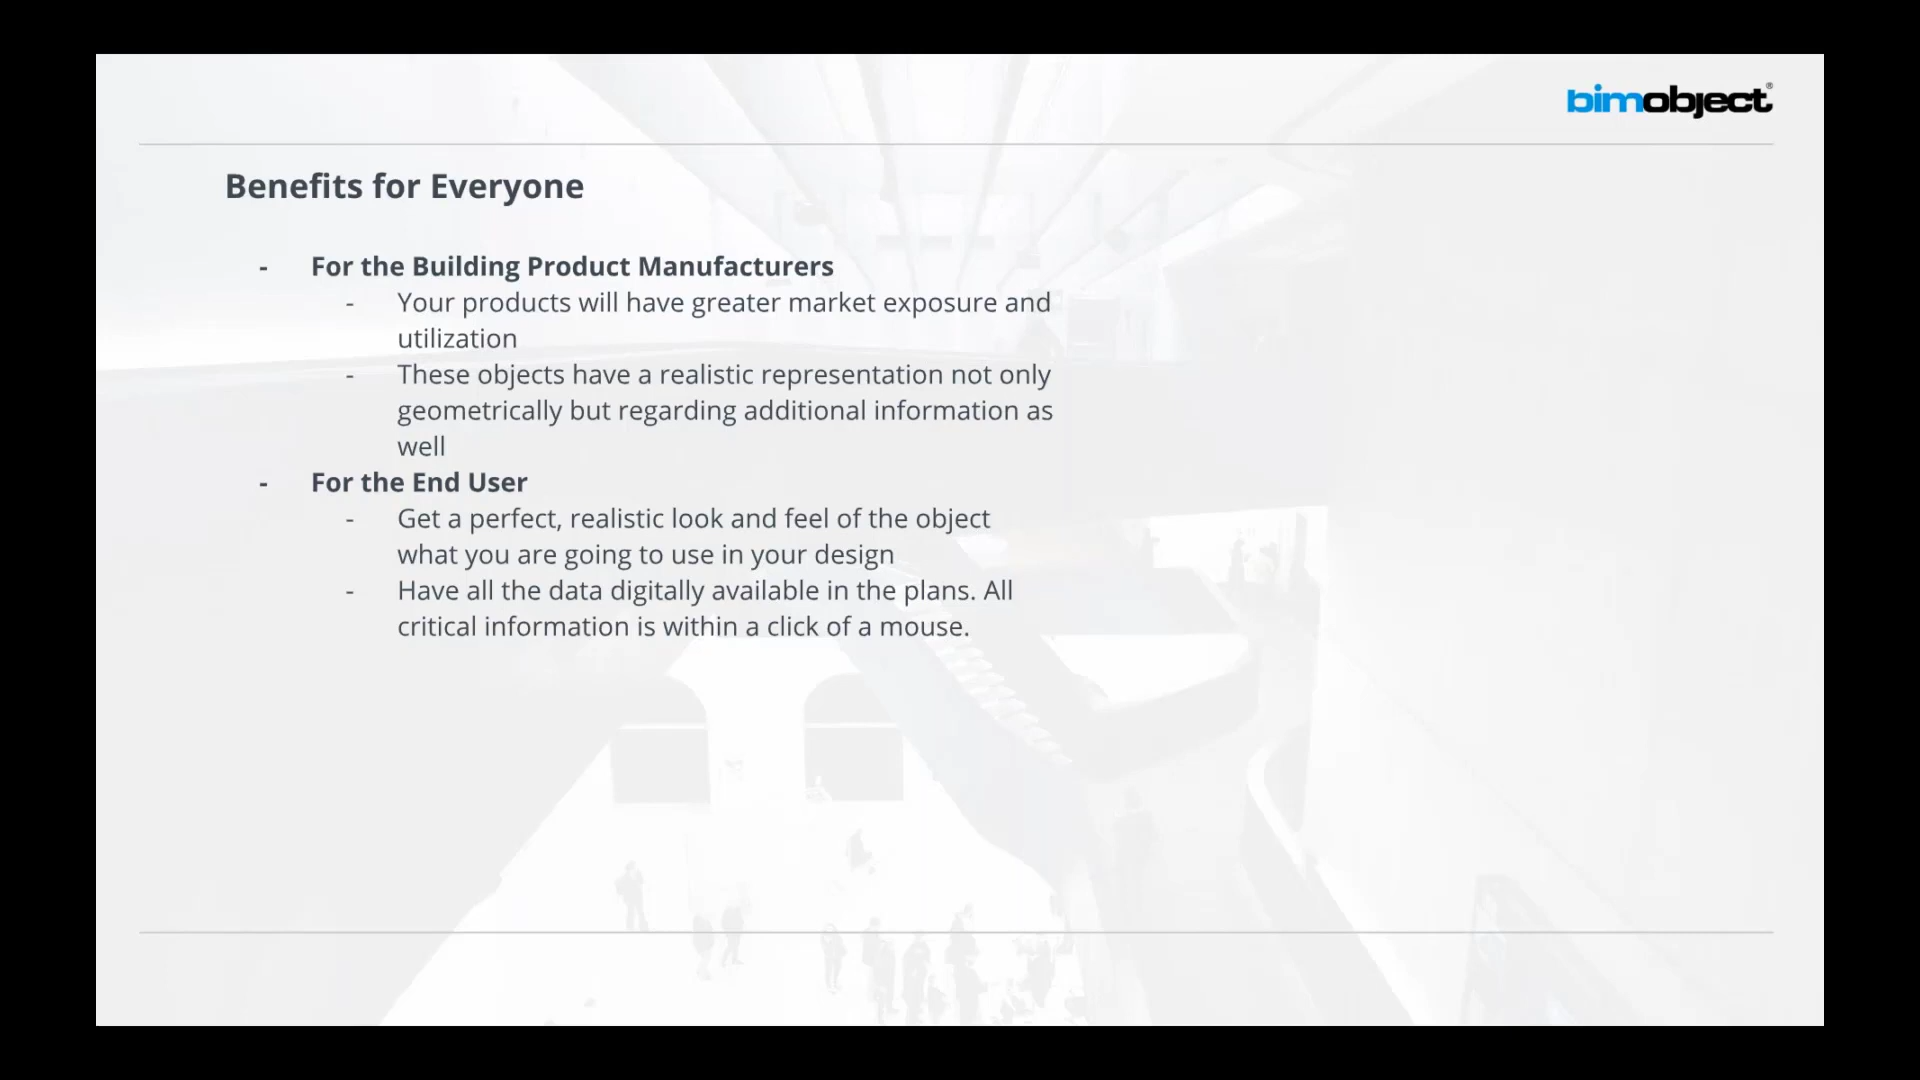 bimobject®
Benefits for Everyone
- For the Building Product Manufacturers
- Your products will have greater market exposure and
utilization
- These objects have a realistic representation not only
geometrically but regarding additional information as
well
- For the End User
- Get a perfect, realistic look and feel of the object
what you are going to use in your design
- Have all the data digitally available in the plans. All
critical information is within a click of a mouse.